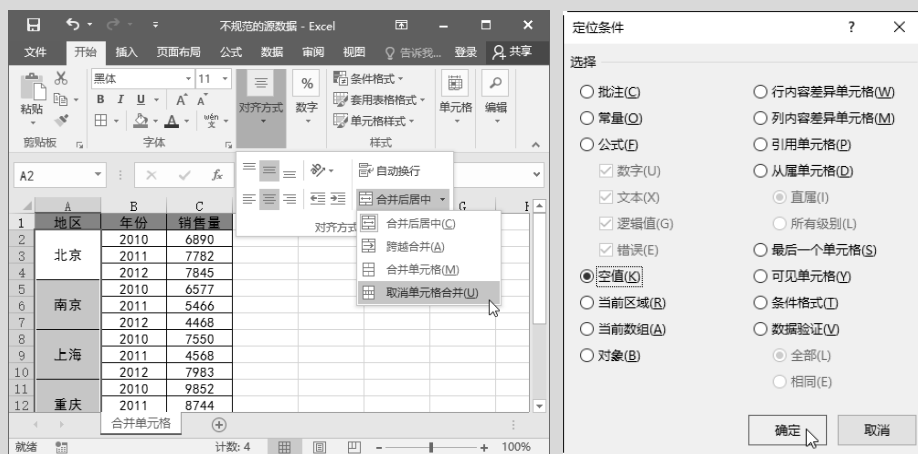 不规范的源数据 - Excel
文件 开始 插入 页面布局 公式 数据 审阅 视图 告诉我... 登录 共享
粘贴 黑体 11 对齐方式 % 数字 条件格式 套用表格格式 单元格样式 单元格 编辑
B I U A A
A wén 文
剪贴板 字体 样式
A2 fx
自动换行
合并后居中
对齐方式
合并后居中(C)
跨越合并(A)
合并单元格(M)
取消单元格合并(U)
A B C G
1 地区 年份 销售量
2 2010 6890
3 北京 2011 7782
4 2012 7845
5 2010 6577
6 南京 2011 5466
7 2012 4468
8 2010 7550
9 上海 2011 4568
10 2012 7983
11 2010 9852
12 重庆 2011 8744
合并单元格
就绪 计数: 4 100%
定位条件 ?
选择
批注(C)
常量(O)
公式(F)
数字(U)
文本(X)
逻辑值(G)
错误(E)
空值(K)
当前区域(R)
当前数组(A)
对象(B)
行内容差异单元格(W)
列内容差异单元格(M)
引用单元格(P)
从属单元格(D)
直属(I)
所有级别(L)
最后一个单元格(S)
可见单元格(Y)
条件格式(T)
数据验证(V)
全部(L)
相同(E)
确定 取消